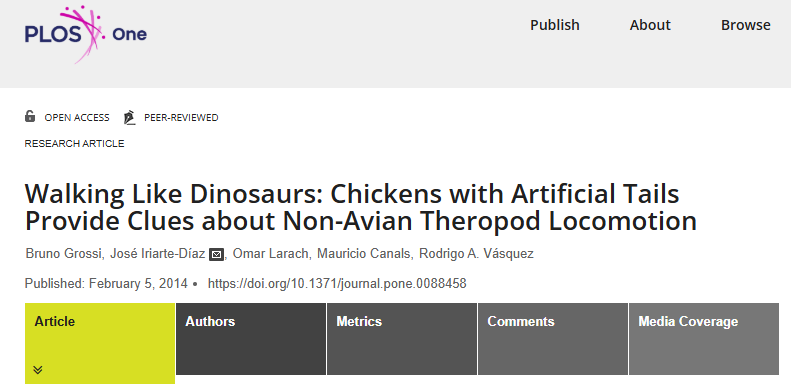 PLOS One
Publish About Browse
OPEN ACCESS PEER-REVIEWED
RESEARCH ARTICLE
Walking Like Dinosaurs: Chickens with Artificial Tails
Provide Clues about Non-Avian Theropod Locomotion
Bruno Grossi, José Iriarte-Díaz , Omar Larach, Mauricio Canals, Rodrigo A. Vásquez
Published: February 5, 2014 • https://doi.org/10.1371/journal.pone.0088458
Article Authors Metrics Comments Media Coverage